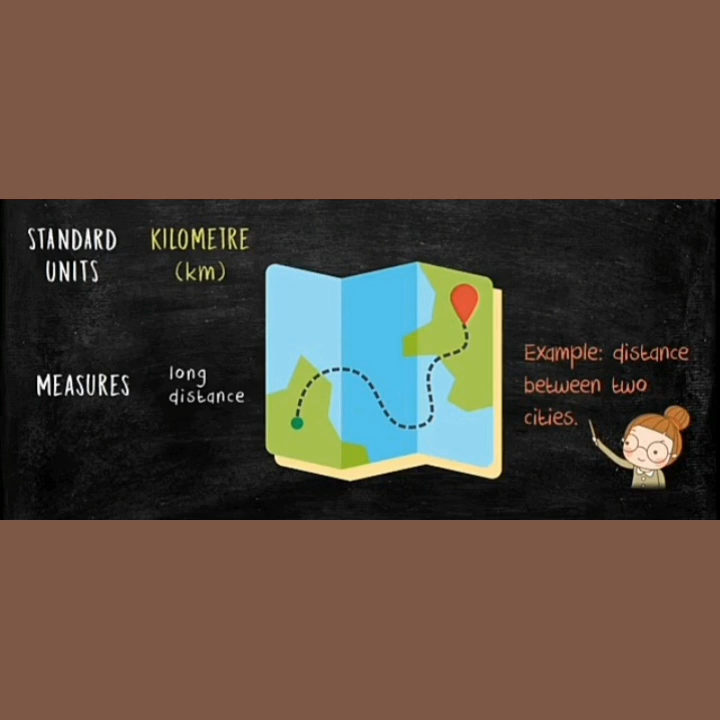 STANDARD
UNITS
KILOMETRE
(km)
MEASURES
long
distance
Example: distance
between two
cities.